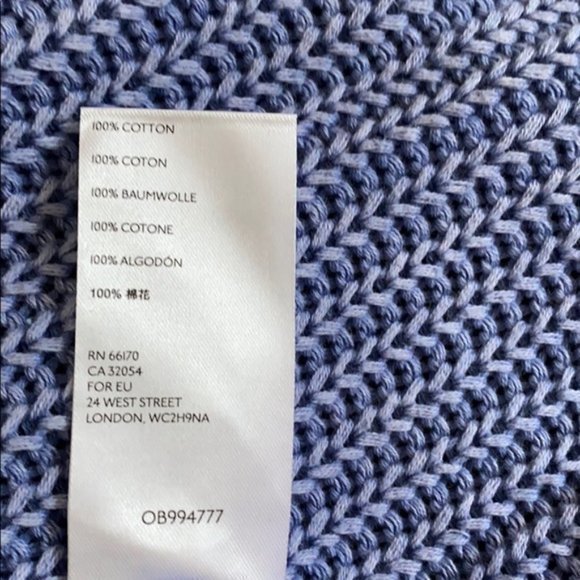 100% COTTON
100% COTON
100% BAUMWOLLE
100% COTONE
100% ALGODÓN
100% 棉花
RN 66170
CA 32054
FOR EU
24 WEST STREET
LONDON, WC2H9NA
OB994777